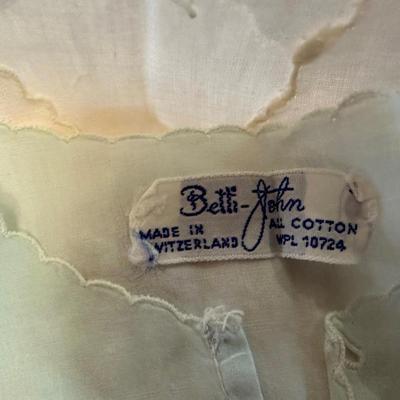 Betti-John
MADE IN ALL COTTON
WITZERLAND WPL 10724